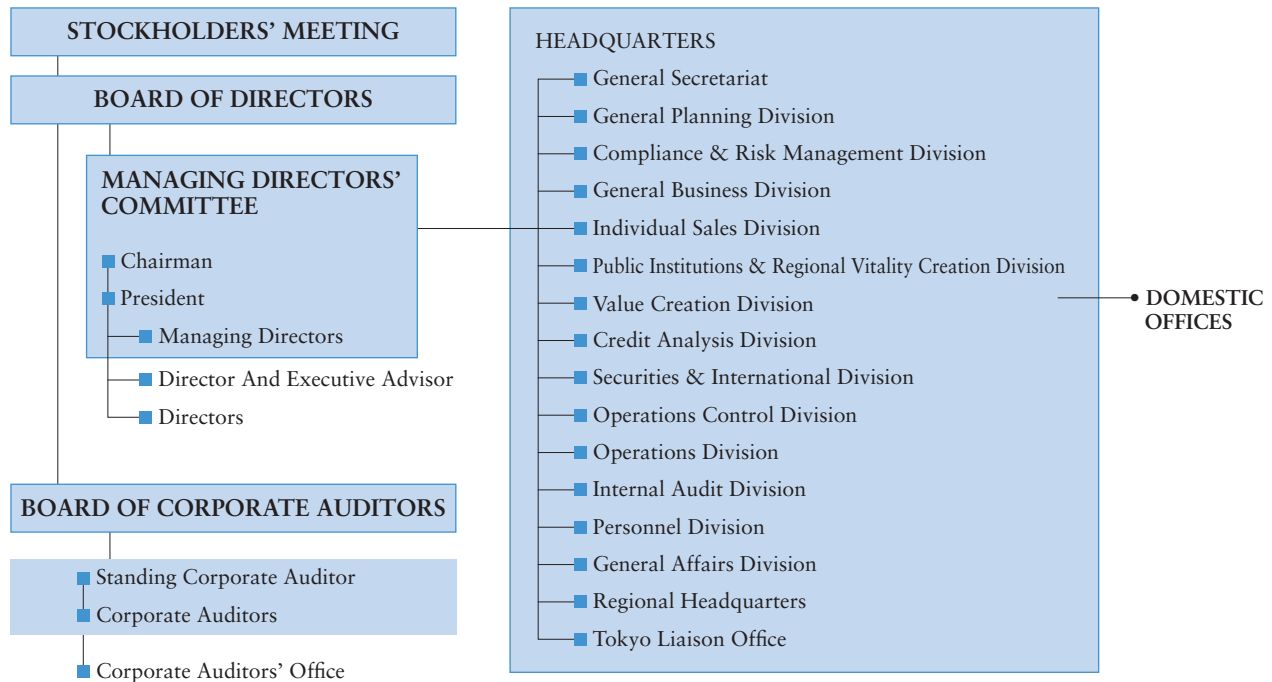 STOCKHOLDERS’ MEETING
BOARD OF DIRECTORS
MANAGING DIRECTORS’
COMMITTEE
Chairman
President
Managing Directors
Director And Executive Advisor
Directors
BOARD OF CORPORATE AUDITORS
Standing Corporate Auditor
Corporate Auditors
Corporate Auditors’ Office
HEADQUARTERS
General Secretariat
General Planning Division
Compliance & Risk Management Division
General Business Division
Individual Sales Division
Public Institutions & Regional Vitality Creation Division
Value Creation Division
Credit Analysis Division
Securities & International Division
Operations Control Division
Operations Division
Internal Audit Division
Personnel Division
General Affairs Division
Regional Headquarters
Tokyo Liaison Office
DOMESTIC
OFFICES